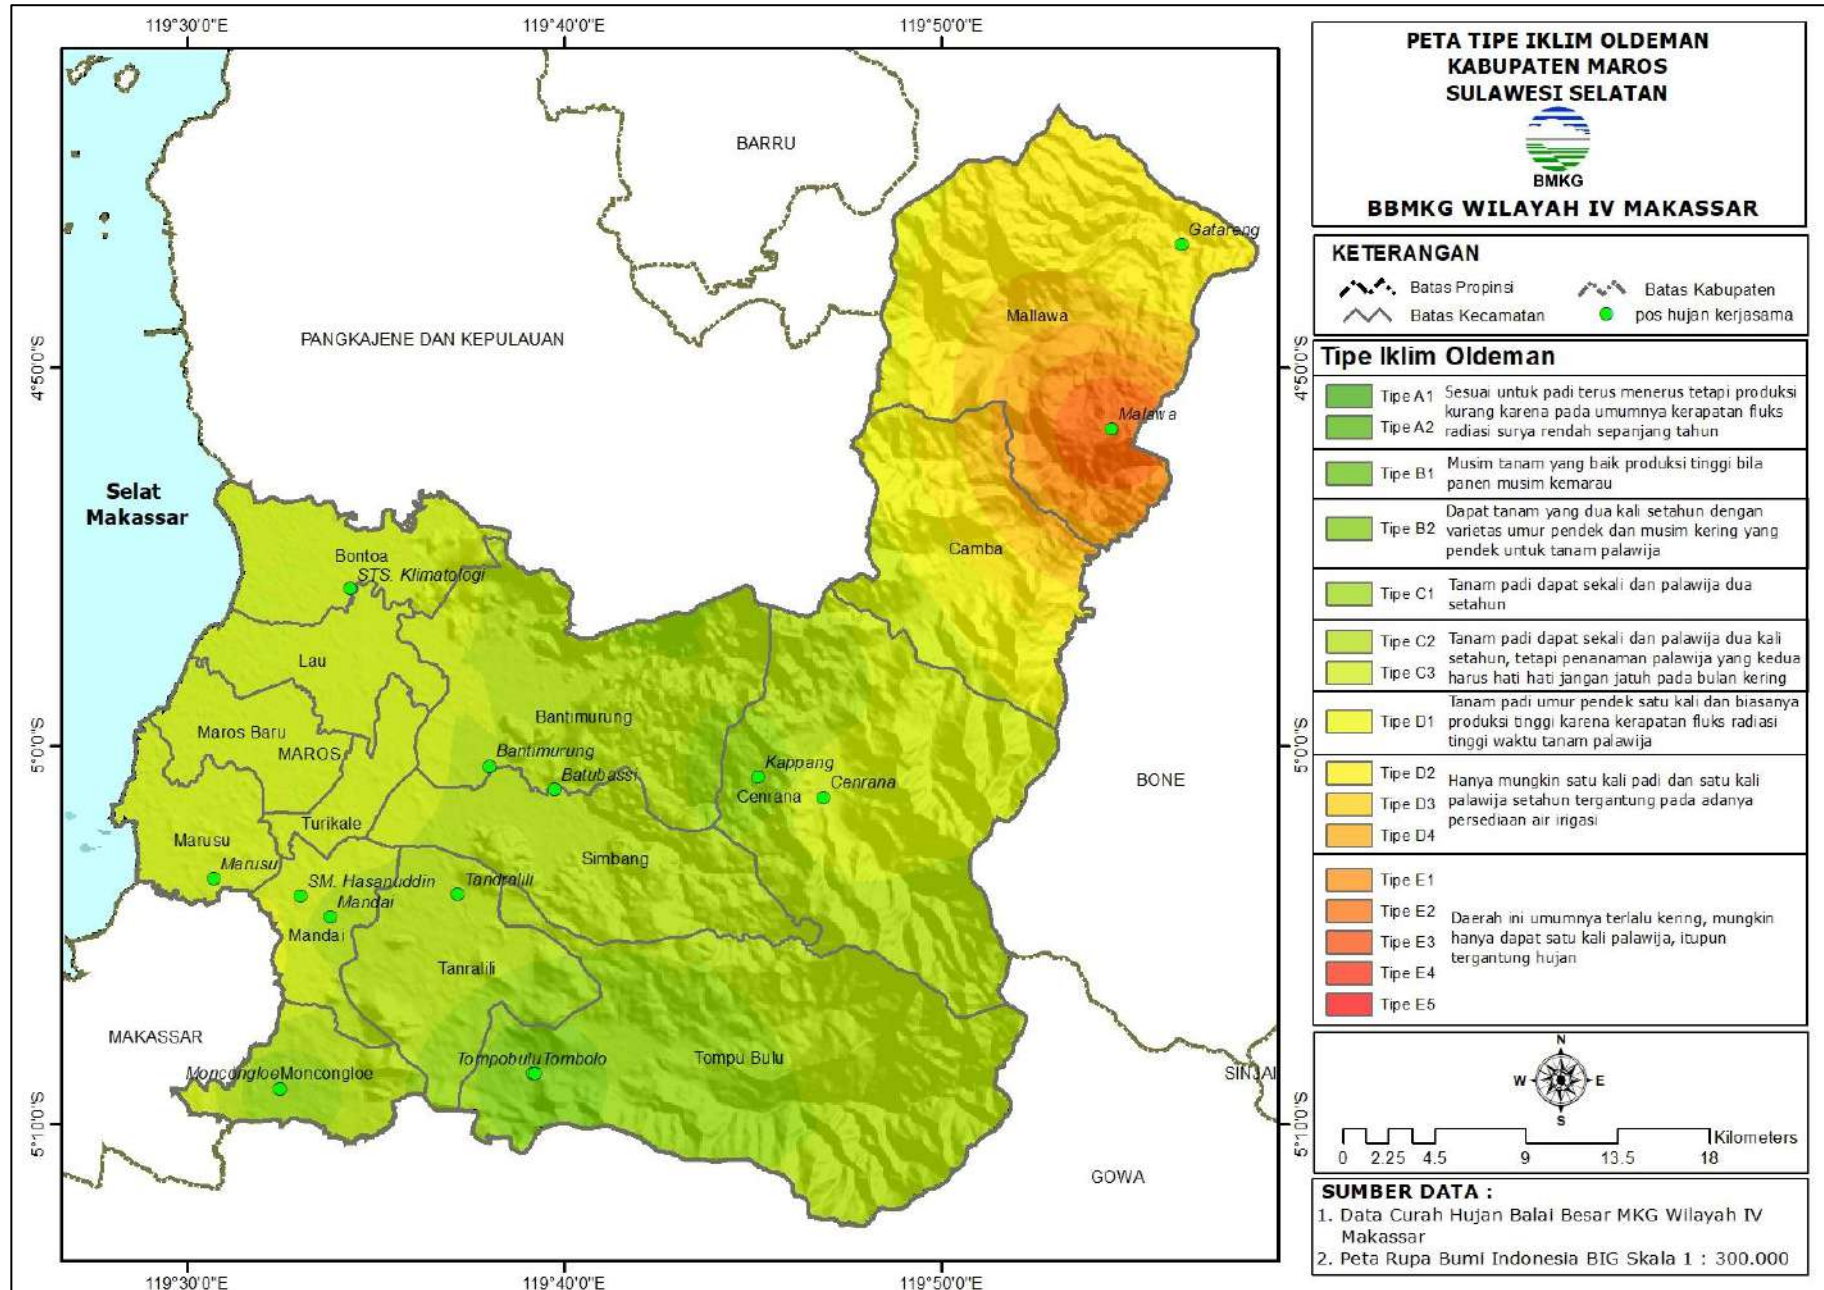 119°30'0"E
119°40'0"E
119°50'0"E
4°50'0"S
5°0'0"S
5°10'0"S
BARRU
PANGKAJENE DAN KEPULAUAN
Selat
Makassar
Gatareng
Mallawa
Malawa
Camba
Bontoa
STS. Klimatologi
Lau
Maros Baru
MAROS
Bantimurung
Bantimurung
Batubassi
Kappang
Cenrana
Cenrana
BONE
Turikale
Marusu
Marusu
Simbang
SM. Hasanuddin
Mandai
Mandai
Tandralili
Tanralili
MAKASSAR
Moncongloe
Moncongloe
Tompobulu
Tombolo
Tompu Bulu
SINJAI
GOWA
4°50'0"S
5°0'0"S
5°10'0"S
119°30'0"E
119°40'0"E
119°50'0"E
PETA TIPE IKLIM OLDEMAN
KABUPATEN MAROS
SULAWESI SELATAN
BMKG
BBMKG WILAYAH IV MAKASSAR
KETERANGAN
Batas Propinsi
Batas Kabupaten
Batas Kecamatan
pos hujan kerjasama
Tipe Iklim Oldeman
Tipe A1
Tipe A2
Sesuai untuk padi terus menerus tetapi produksi
kurang karena pada umumnya kerapatan fluks
radiasi surya rendah sepanjang tahun
Tipe B1
Musim tanam yang baik produksi tinggi bila
panen musim kemarau
Tipe B2
Dapat tanam yang dua kali setahun dengan
varietas umur pendek dan musim kering yang
pendek untuk tanam palawija
Tipe C1
Tanam padi dapat sekali dan palawija dua
setahun
Tipe C2
Tipe C3
Tanam padi dapat sekali dan palawija dua kali
setahun, tetapi penanaman palawija yang kedua
harus hati hati jangan jatuh pada bulan kering
Tipe D1
Tanam padi umur pendek satu kali dan biasanya
produksi tinggi karena kerapatan fluks radiasi
tinggi waktu tanam palawija
Tipe D2
Tipe D3
Tipe D4
Hanya mungkin satu kali padi dan satu kali
palawija setahun tergantung pada adanya
persediaan air irigasi
Tipe E1
Tipe E2
Tipe E3
Tipe E4
Tipe E5
Daerah ini umumnya terlalu kering, mungkin
hanya dapat satu kali palawija, itupun
tergantung hujan
N
W
E
S
Kilometers
0 2.25 4.5 9 13.5 18
SUMBER DATA :
1. Data Curah Hujan Balai Besar MKG Wilayah IV
Makassar
2. Peta Rupa Bumi Indonesia BIG Skala 1 : 300.000